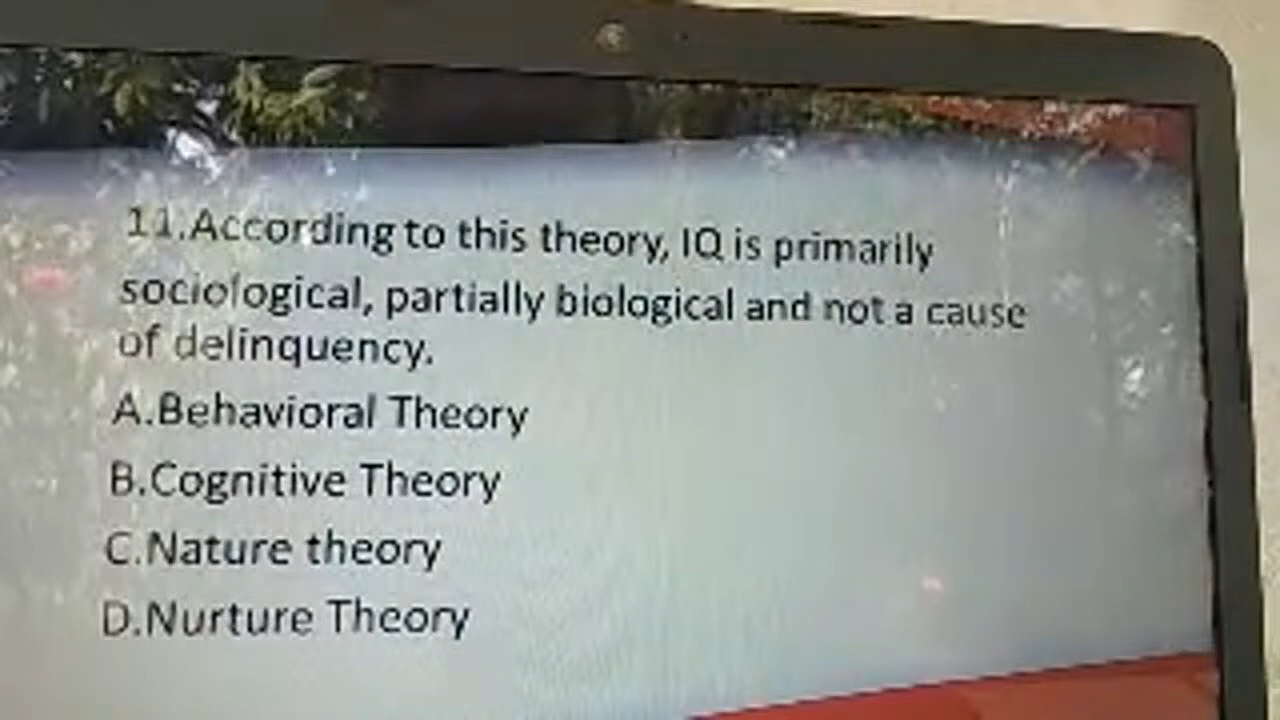 11.According to this theory, IQ is primarily
sociological, partially biological and not a cause
of delinquency.
A.Behavioral Theory
B.Cognitive Theory
C.Nature theory
D.Nurture Theory